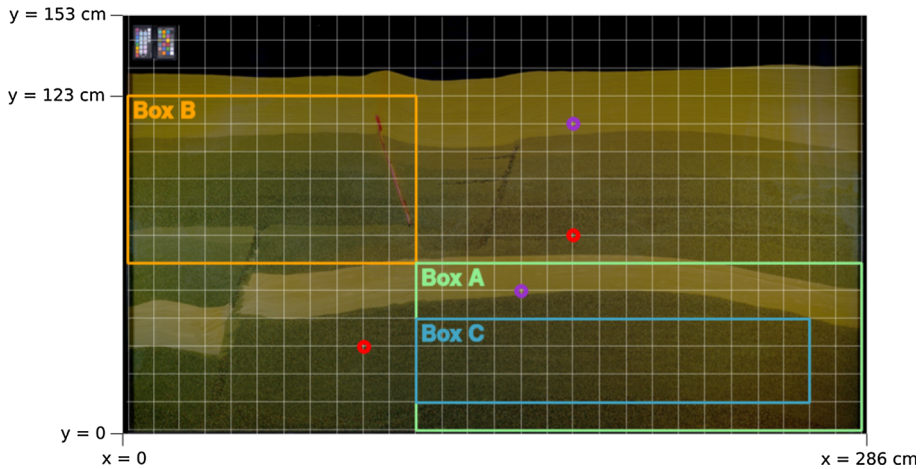 y = 153 cm
y = 123 cm
Box B
Box A
Box C
y = 0
x = 0
x = 286 cm